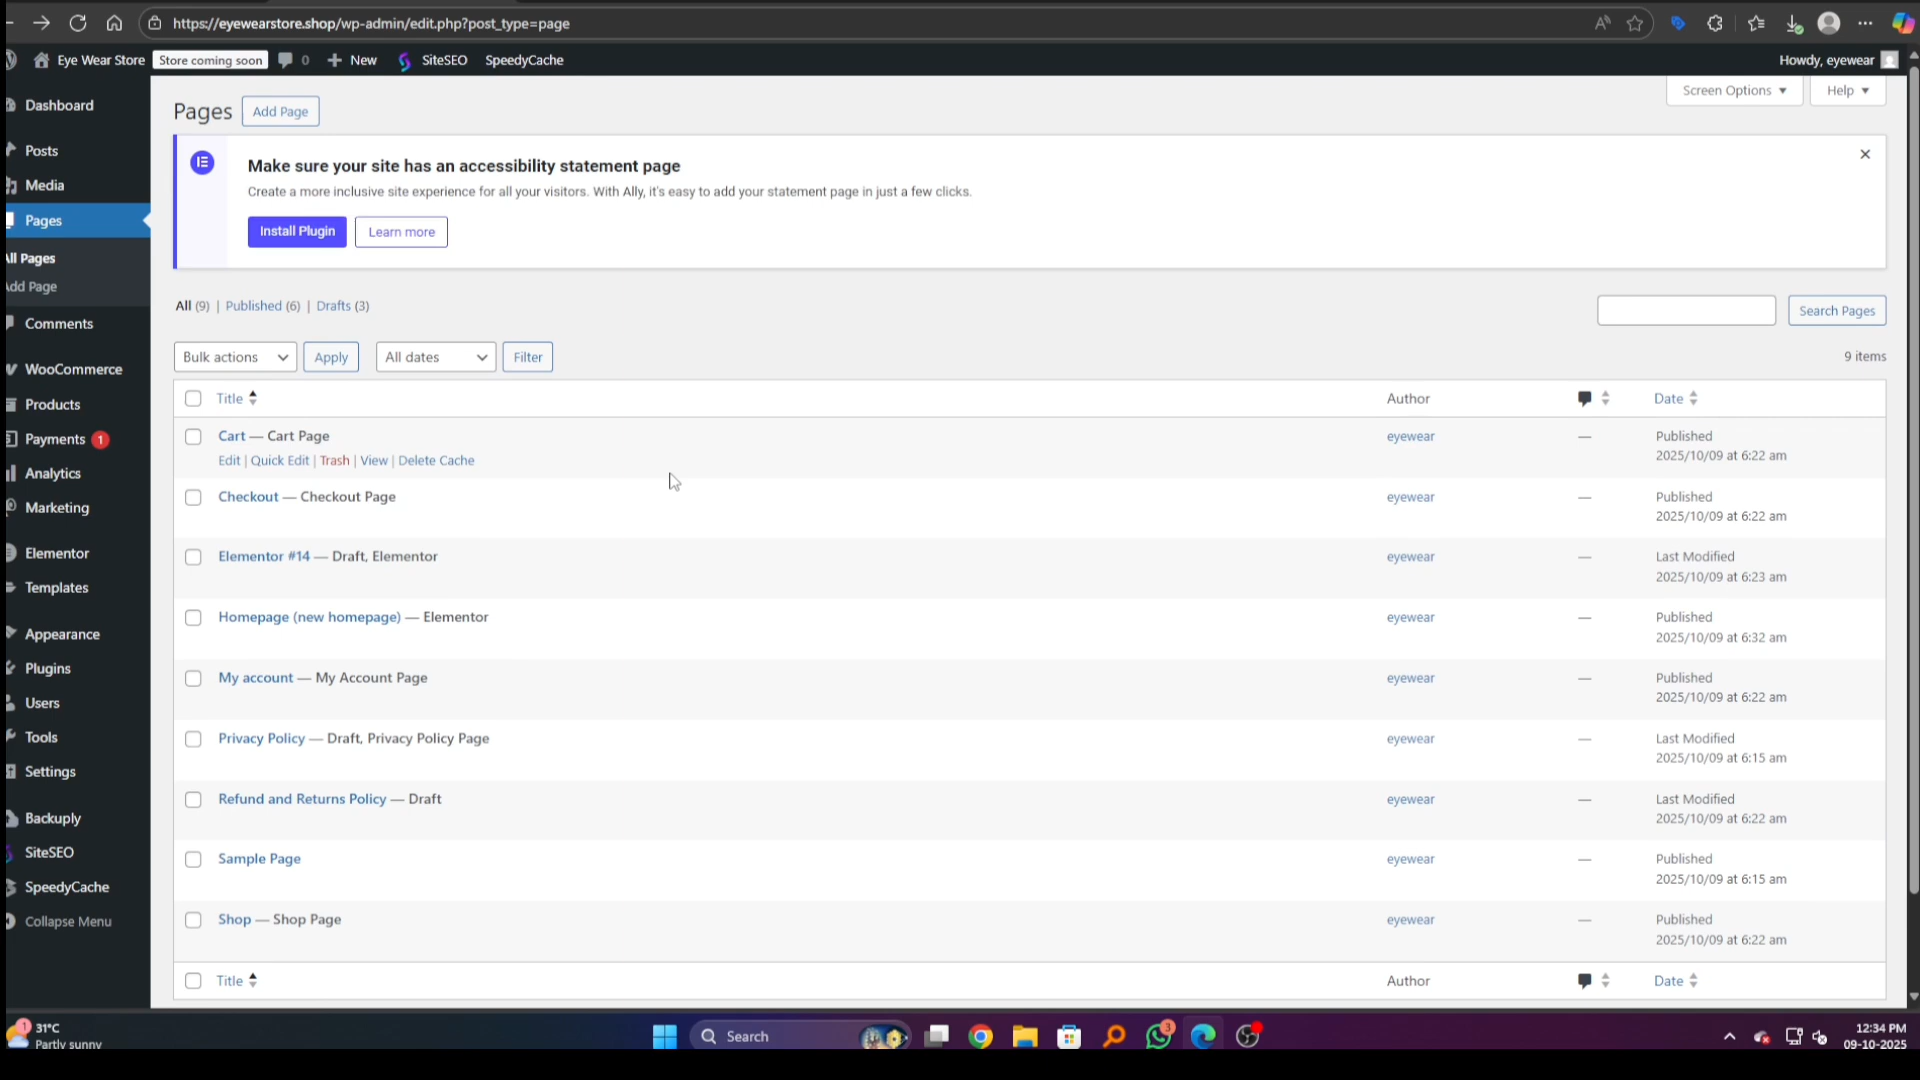 https://eyewearstore.shop/wp-admin/edit.php?post_type=page
Eye Wear Store Store coming soon 0 New SiteSEO SpeedyCache Howdy, eyewear
Screen Options Help
Pages Add Page
Make sure your site has an accessibility statement page
Create a more inclusive site experience for all your visitors. With Ally, it's easy to add your statement page in just a few clicks.
Install Plugin Learn more
Dashboard
Posts
Media
Pages
All Pages
Add Page
Comments
WooCommerce
Products
Payments 1
Analytics
Marketing
Elementor
Templates
Appearance
Plugins
Users
Tools
Settings
Backuply
SiteSEO
SpeedyCache
Collapse Menu
All (9) | Published (6) | Drafts (3)
Search Pages
Bulk actions Apply All dates Filter 9 items
Title Author Date
Cart — Cart Page eyewear — Published
2025/10/09 at 6:22 am
Edit | Quick Edit | Trash | View | Delete Cache
Checkout — Checkout Page eyewear — Published
2025/10/09 at 6:22 am
Elementor #14 — Draft, Elementor eyewear — Last Modified
2025/10/09 at 6:23 am
Homepage (new homepage) — Elementor eyewear — Published
2025/10/09 at 6:32 am
My account — My Account Page eyewear — Published
2025/10/09 at 6:22 am
Privacy Policy — Draft, Privacy Policy Page eyewear — Last Modified
2025/10/09 at 6:15 am
Refund and Returns Policy — Draft eyewear — Last Modified
2025/10/09 at 6:22 am
Sample Page eyewear — Published
2025/10/09 at 6:15 am
Shop — Shop Page eyewear — Published
2025/10/09 at 6:22 am
Title Author Date
1 31°C
Partly sunny
Search
3
12:34 PM
09-10-2025